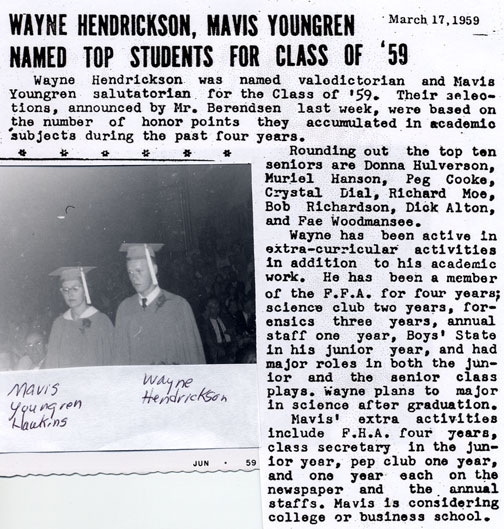 WAYNE HENDRICKSON, MAVIS YOUNGREN
March 17, 1959
NAMED TOP STUDENTS FOR CLASS OF '59
Wayne Hendrickson was named valedictorian and Mavis
Youngren salutatorian for the Class of '59. Their selec-
tions, announced by Mr. Berendsen last week, were based on
the number of honor points they accumulated in academic
subjects during the past four years.
* * * * * *
Rounding out the top ten
seniors are Donna Hulverson,
Muriel Hanson, Peg Cooke,
Crystal Dial, Richard Moe,
Bob Richardson, Dick Alton,
and Fae Woodmansee.
Wayne has been active in
extra-curricular activities
in addition to his academic
work. He has been a member
of the F.F.A. for four years;
science club two years, for-
ensics three years, annual
staff one year, Boys' State
in his junior year, and had
major roles in both the jun-
ior and the senior class
plays. Wayne plans to major
in science after graduation.
Mavis' extra activities
include F.H.A. four years,
class secretary in the jun-
ior year, pep club one year,
and one year each on the
newspaper and the annual
staffs. Mavis is considering
college or business school.
Mavis
Youngren
Hawkins
Wayne
Hendrickson
JUN • 59